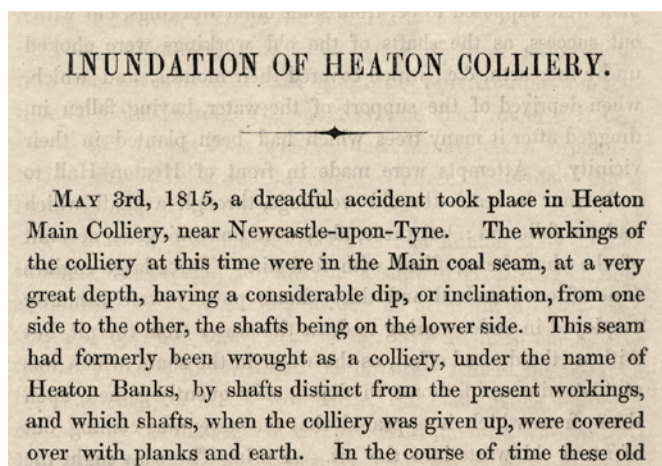 INUNDATION OF HEATON COLLIERY.
MAY 3rd, 1815, a dreadful accident took place in Heaton
Main Colliery, near Newcastle-upon-Tyne. The workings of
the colliery at this time were in the Main coal seam, at a very
great depth, having a considerable dip, or inclination, from one
side to the other, the shafts being on the lower side. This seam
had formerly been wrought as a colliery, under the name of
Heaton Banks, by shafts distinct from the present workings,
and which shafts, when the colliery was given up, were covered
over with planks and earth. In the course of time these old